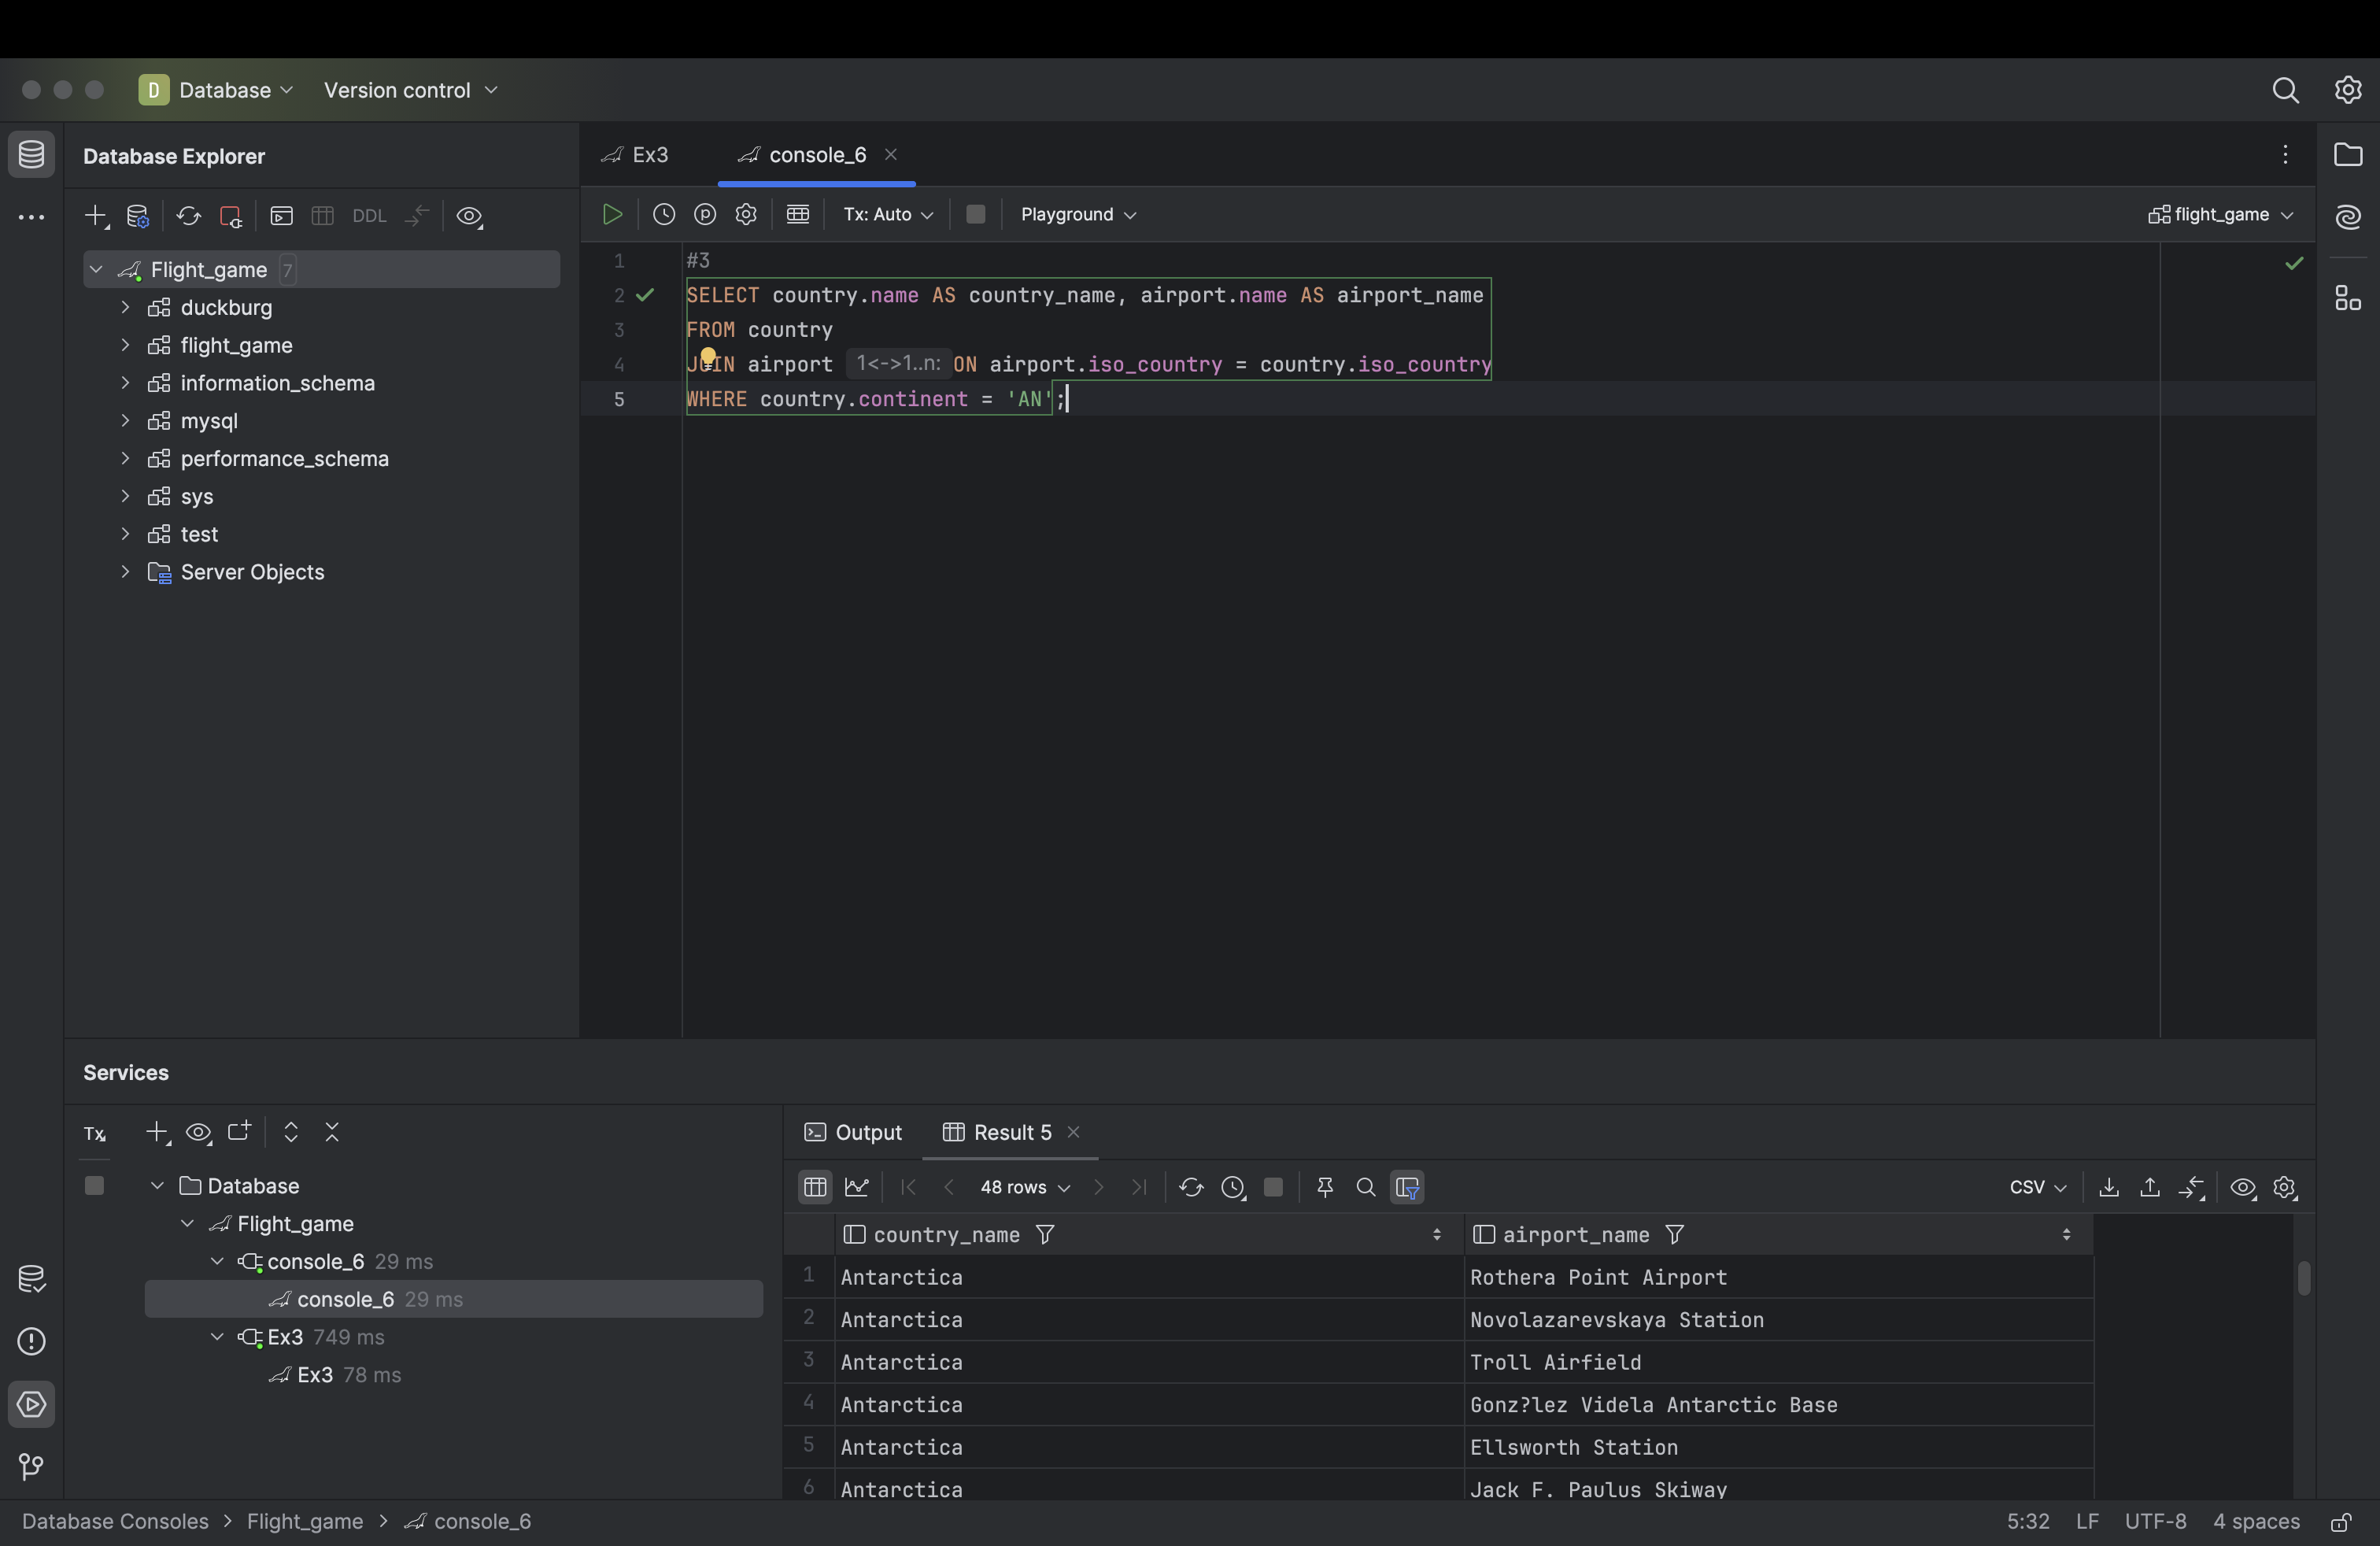 D Database Version control
Database Explorer
DDL
Flight_game 7
duckburg
flight_game
information_schema
mysql
performance_schema
sys
test
Server Objects
Ex3 console_6
Tx: Auto Playground flight_game
1 #3
2 SELECT country.name AS country_name, airport.name AS airport_name
3 FROM country
4 JOIN airport 1<->1..n: ON airport.iso_country = country.iso_country
5 WHERE country.continent = 'AN';
Services
Tx
Database
Flight_game
console_6 29 ms
console_6 29 ms
Ex3 749 ms
Ex3 78 ms
Output Result 5
48 rows CSV
country_name airport_name
1 Antarctica Rothera Point Airport
2 Antarctica Novolazarevskaya Station
3 Antarctica Troll Airfield
4 Antarctica Gonz?lez Videla Antarctic Base
5 Antarctica Ellsworth Station
6 Antarctica Jack F. Paulus Skiway
Database Consoles > Flight_game > console_6 5:32 LF UTF-8 4 spaces